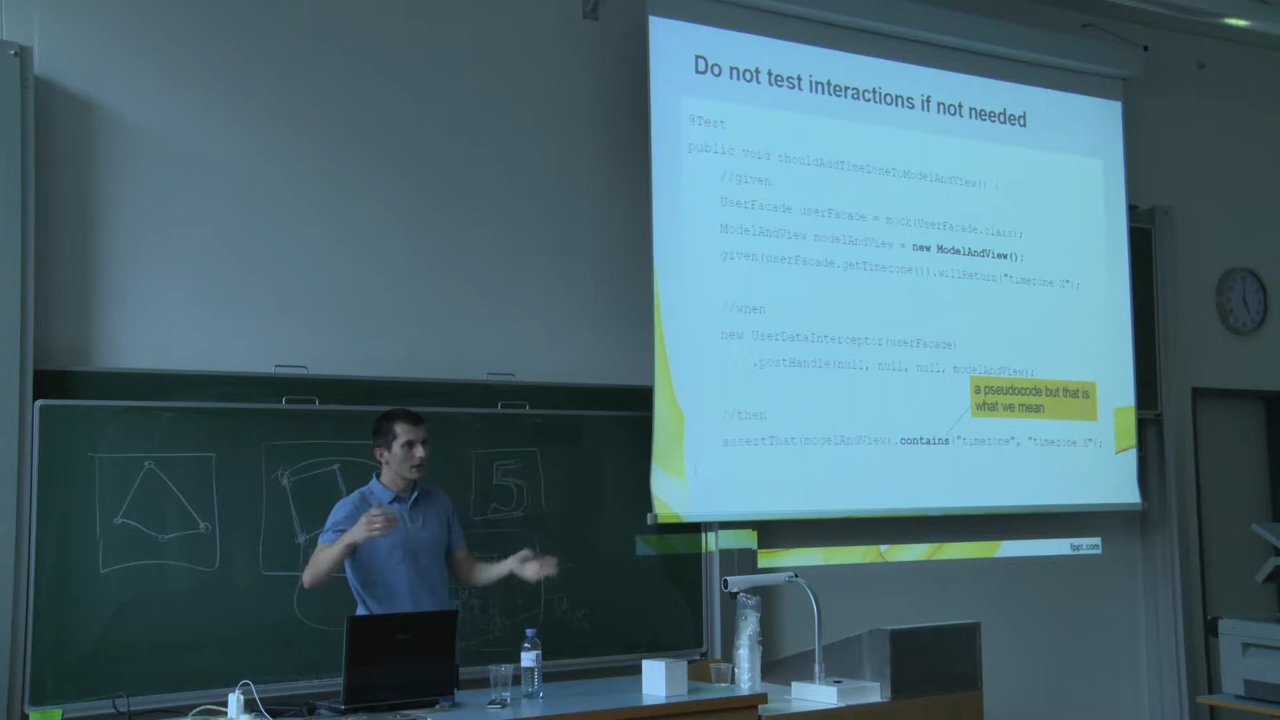 Do not test interactions if not needed
@Test
public void shouldAddTimeZoneToModelAndView() {
//given
UserFacade userFacade = mock(UserFacade.class);
ModelAndView modelAndView = new ModelAndView();
given(userFacade.getTimezone()).willReturn("timezone X");
//when
new UserDataInterceptor(userFacade)
.postHandle(null, null, null, modelAndView);
a pseudocode but that is
what we mean
//then
assertThat(modelAndView).contains("timezone", "timezone X");
fppt.com
5